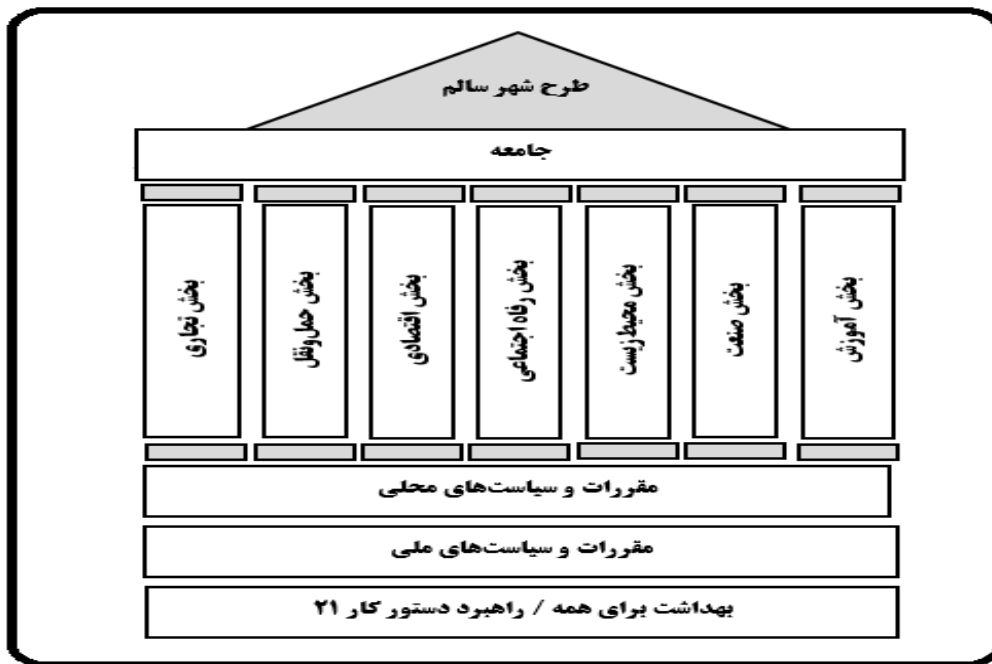 طرح شهر سالم
جامعه
بخش آموزش
بخش صنعت
بخش محیط زیست
بخش رفاه اجتماعی
بخش اقتصادی
بخش حمل‌ونقل
بخش تجاری
مقررات و سیاست‌های محلی
مقررات و سیاست‌های ملی
بهداشت برای همه / راهبرد دستور کار ۲۱